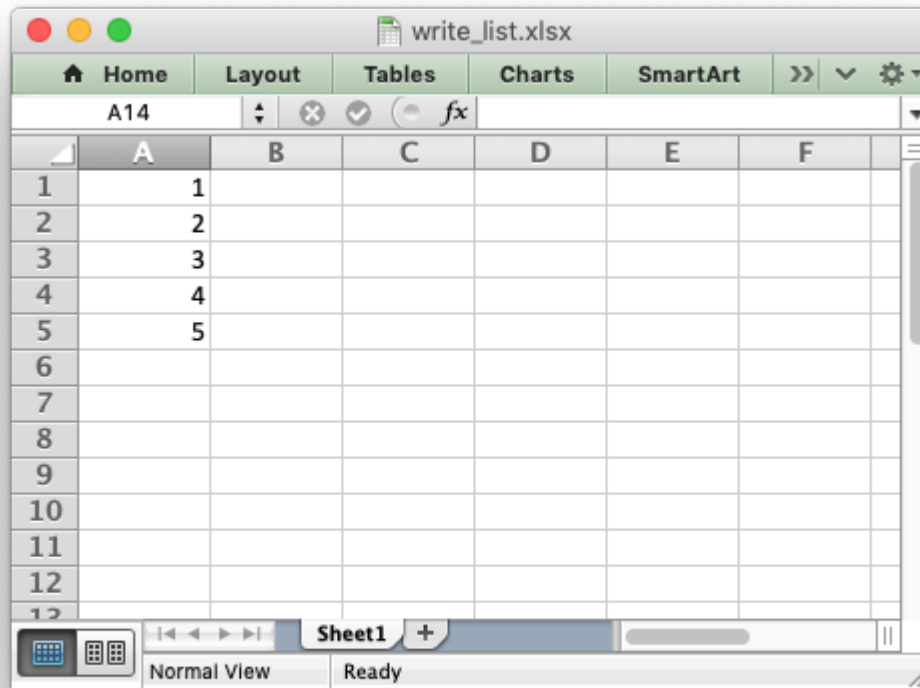 write_list.xlsx
Home Layout Tables Charts SmartArt
A14 fx
A B C D E F
1 1
2 2
3 3
4 4
5 5
6
7
8
9
10
11
12
13
Sheet1 +
Normal View Ready